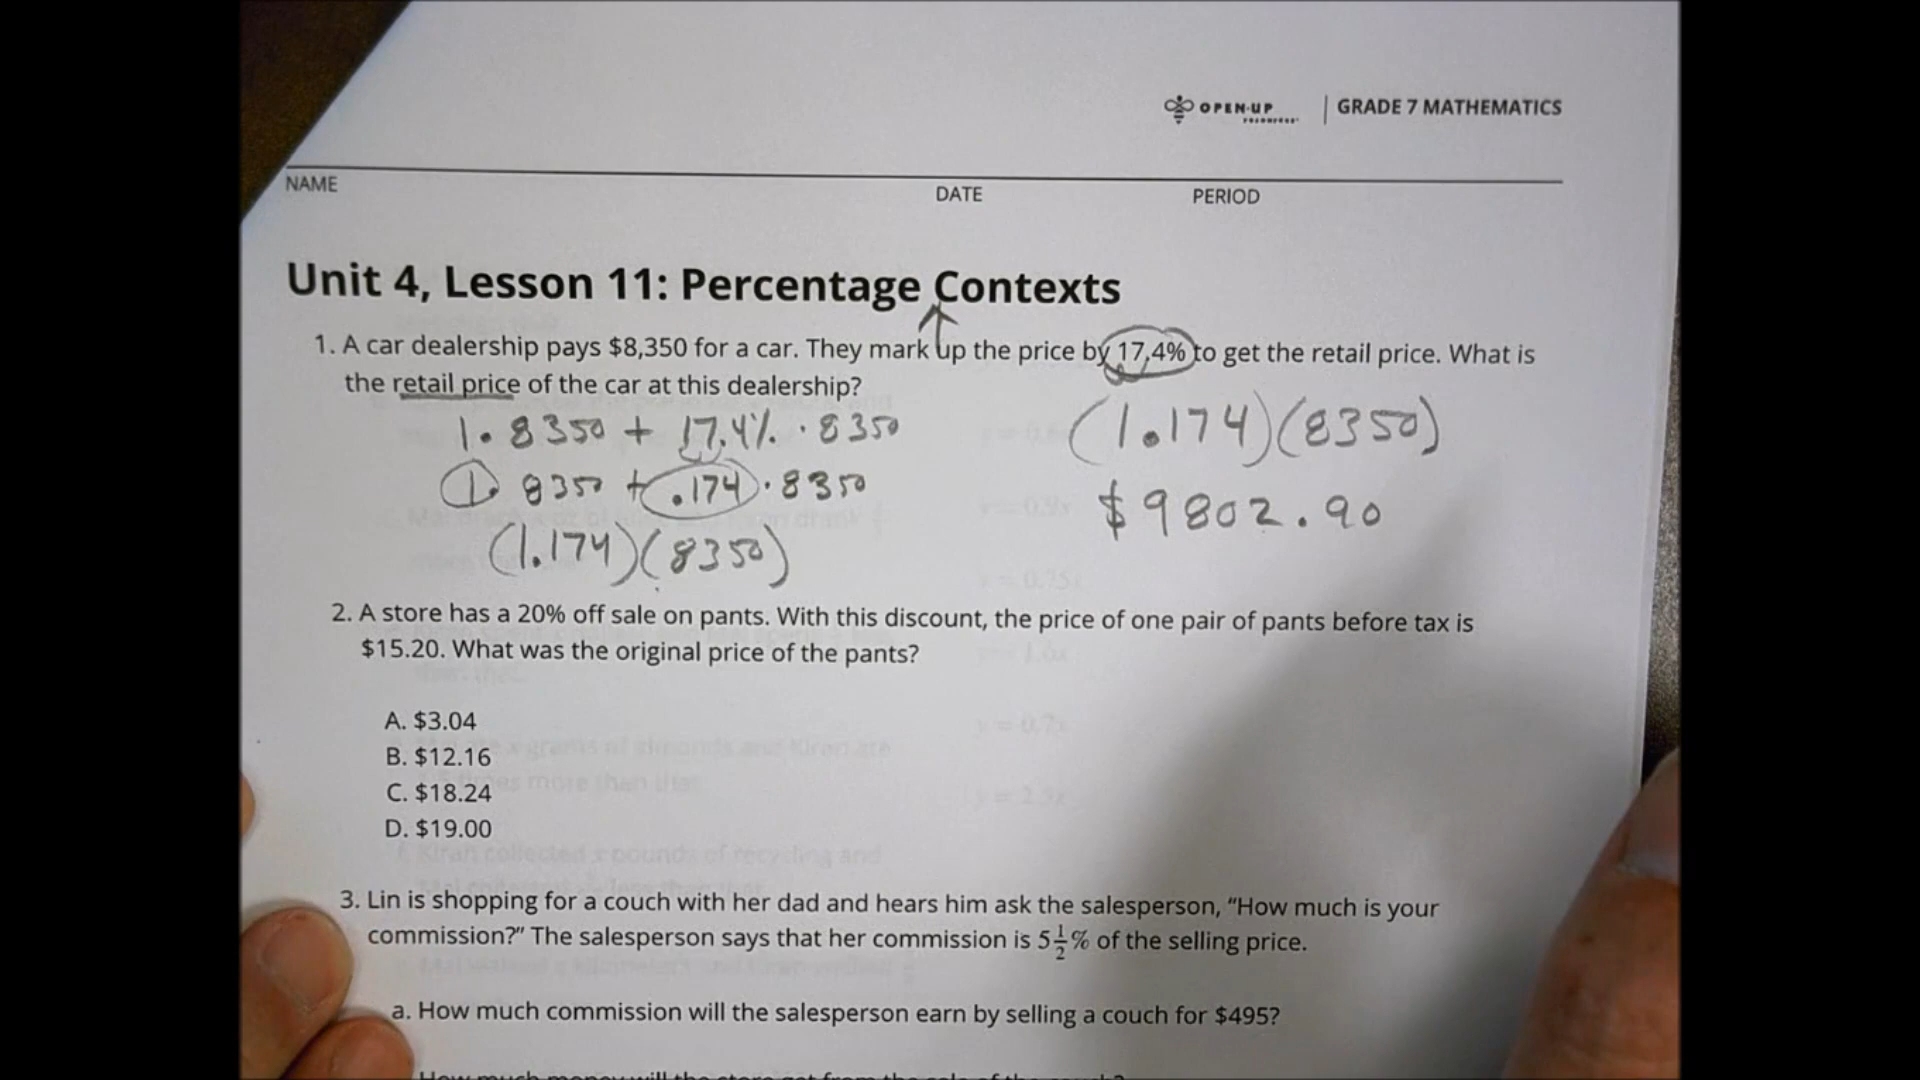 OPEN-UP
RESOURCES
GRADE 7 MATHEMATICS
NAME DATE PERIOD
Unit 4, Lesson 11: Percentage Contexts
1. A car dealership pays $8,350 for a car. They mark up the price by 17.4% to get the retail price. What is
the retail price of the car at this dealership?
1 • 8350 + 17.4% · 8350
1 • 8350 + .174 · 8350
(1.174)(8350)
(1.174)(8350)
$9802.90
2. A store has a 20% off sale on pants. With this discount, the price of one pair of pants before tax is
$15.20. What was the original price of the pants?
A. $3.04
B. $12.16
C. $18.24
D. $19.00
3. Lin is shopping for a couch with her dad and hears him ask the salesperson, “How much is your
commission?” The salesperson says that her commission is 5 1/2% of the selling price.
a. How much commission will the salesperson earn by selling a couch for $495?